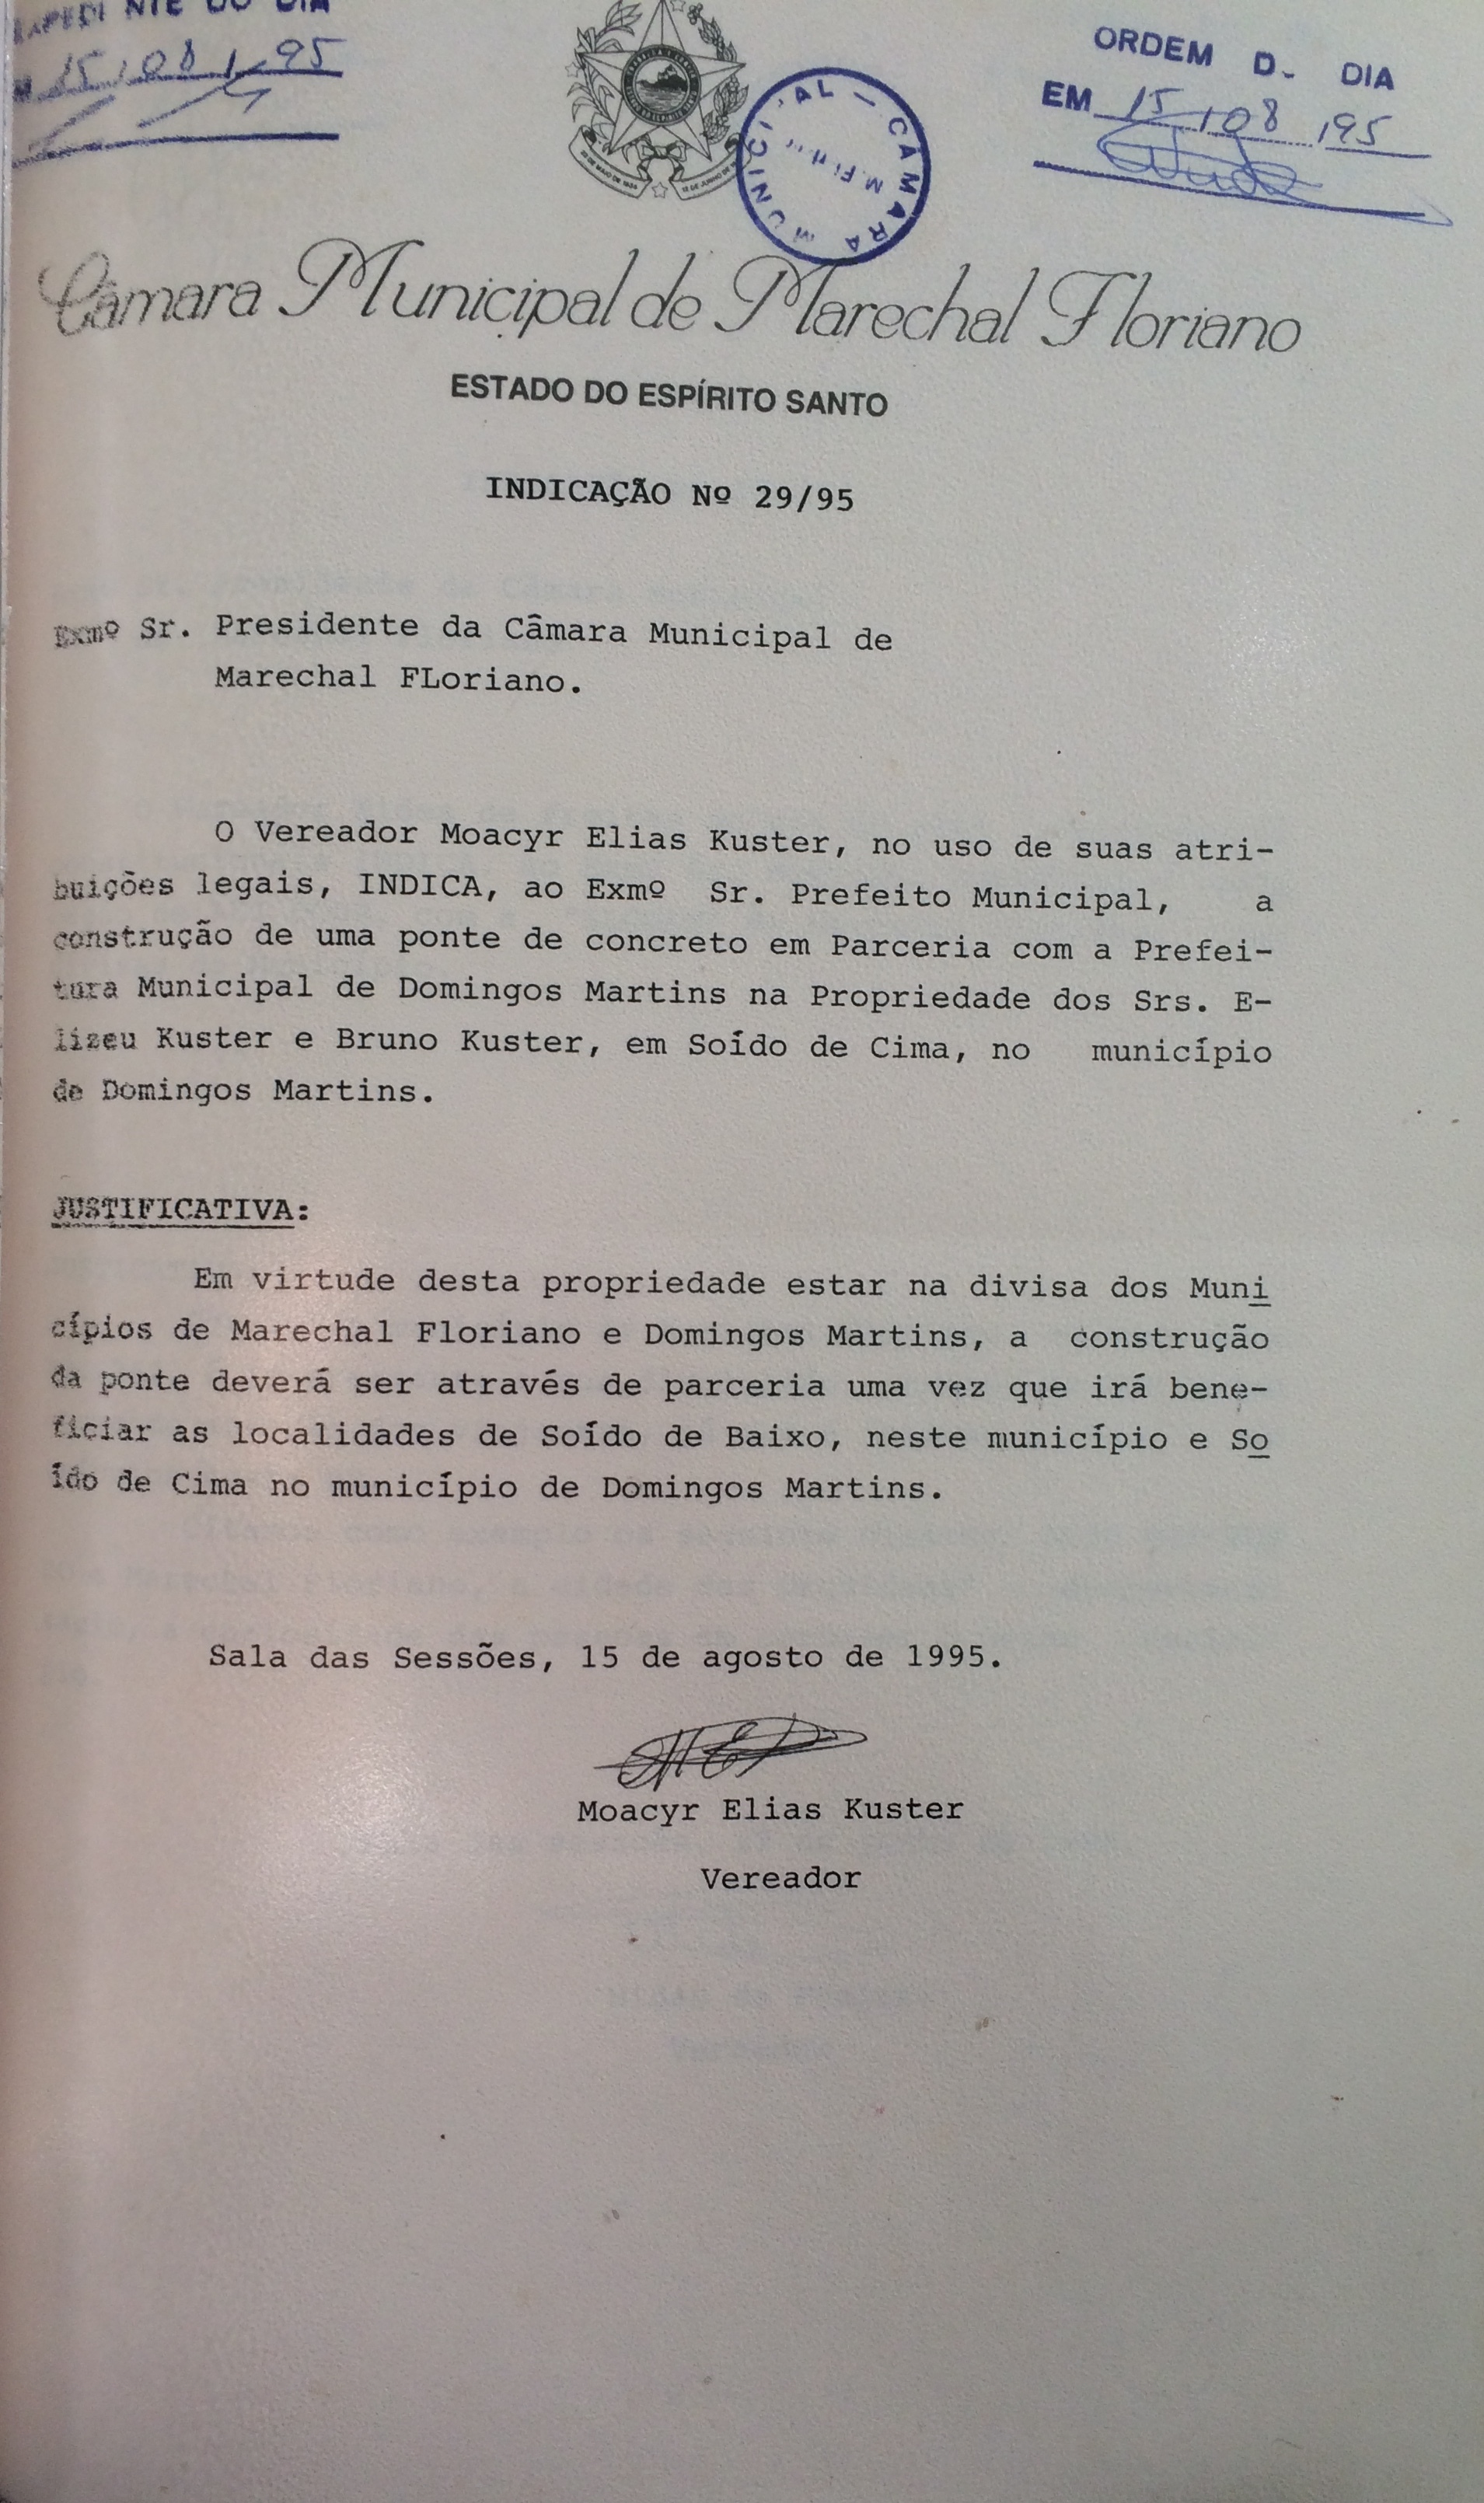 NTE DO DIA
15/08/95
ORDEM D- DIA
EM 15/08/95
CÂMARA MUNICI AL
Câmara Municipal de Marechal Floriano
ESTADO DO ESPÍRITO SANTO
INDICAÇÃO Nº 29/95
Exmº Sr. Presidente da Câmara Municipal de
Marechal FLoriano.
O Vereador Moacyr Elias Kuster, no uso de suas atri-
buições legais, INDICA, ao Exmº Sr. Prefeito Municipal, a
construção de uma ponte de concreto em Parceria com a Prefei-
tura Municipal de Domingos Martins na Propriedade dos Srs. E-
lizeu Kuster e Bruno Kuster, em Soído de Cima, no município
de Domingos Martins.
JUSTIFICATIVA:
Em virtude desta propriedade estar na divisa dos Muni
cípios de Marechal Floriano e Domingos Martins, a construção
da ponte deverá ser através de parceria uma vez que irá bene-
ficiar as localidades de Soído de Baixo, neste município e So
ído de Cima no município de Domingos Martins.
Sala das Sessões, 15 de agosto de 1995.
Moacyr Elias Kuster
Vereador